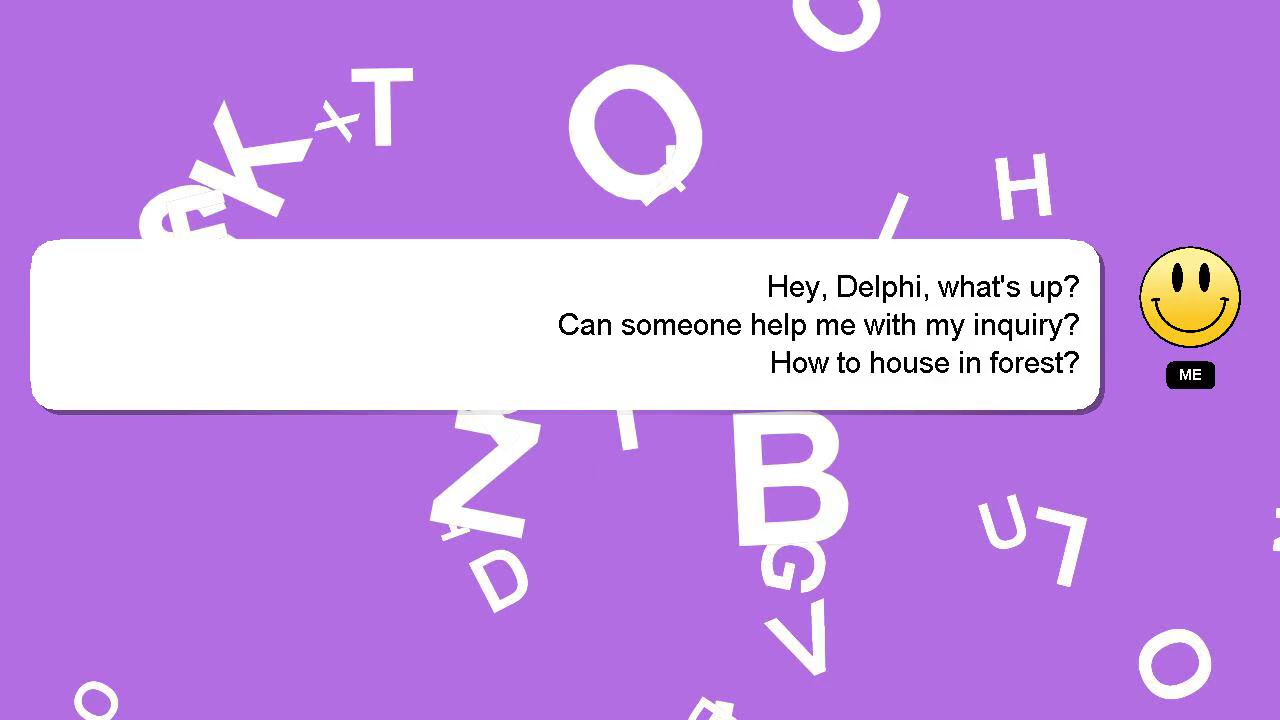 Hey, Delphi, what's up?
Can someone help me with my inquiry?
How to house in forest?
ME
K
X
T
O
H
B
D
G
V
U
L
O
O